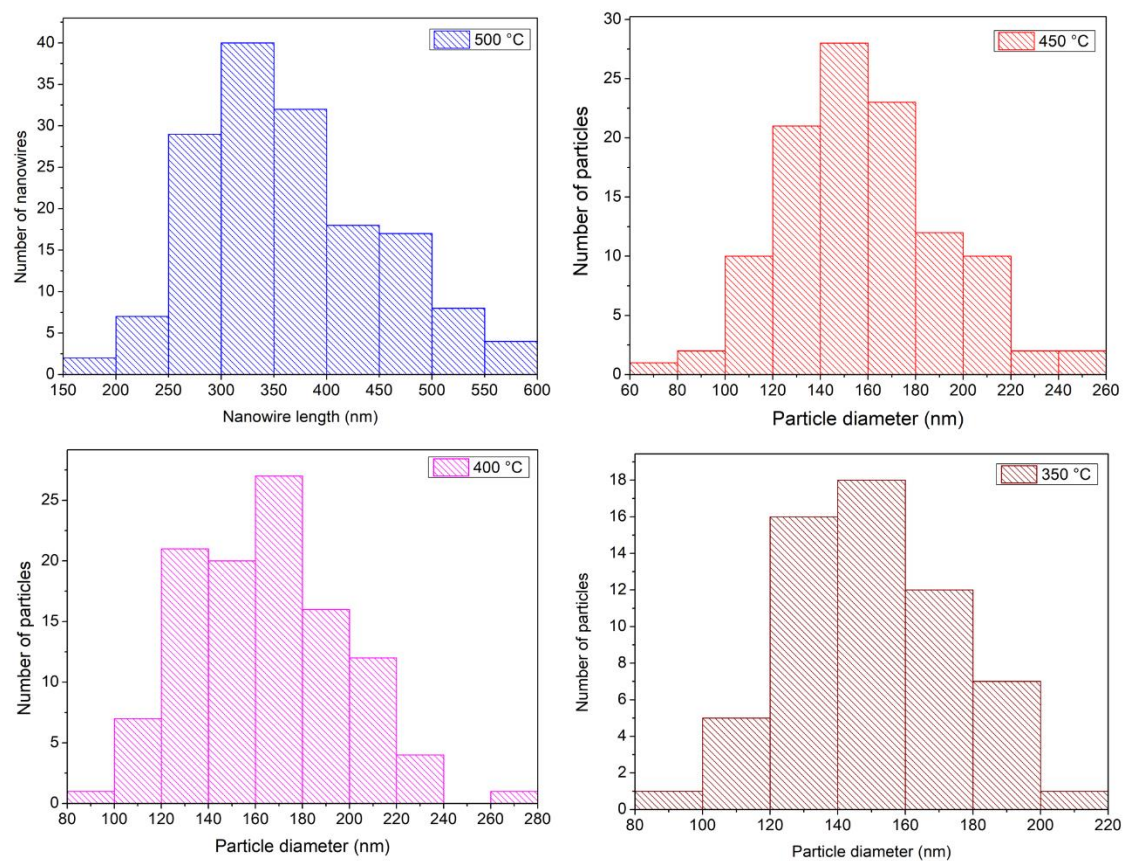 500 °C
Number of nanowires
40
35
30
25
20
15
10
5
0
150 200 250 300 350 400 450 500 550 600
Nanowire length (nm)
450 °C
Number of particles
30
25
20
15
10
5
0
60 80 100 120 140 160 180 200 220 240 260
Particle diameter (nm)
400 °C
Number of particles
25
20
15
10
5
0
80 100 120 140 160 180 200 220 240 260 280
Particle diameter (nm)
350 °C
Number of particles
18
16
14
12
10
8
6
4
2
0
80 100 120 140 160 180 200 220
Particle diameter (nm)